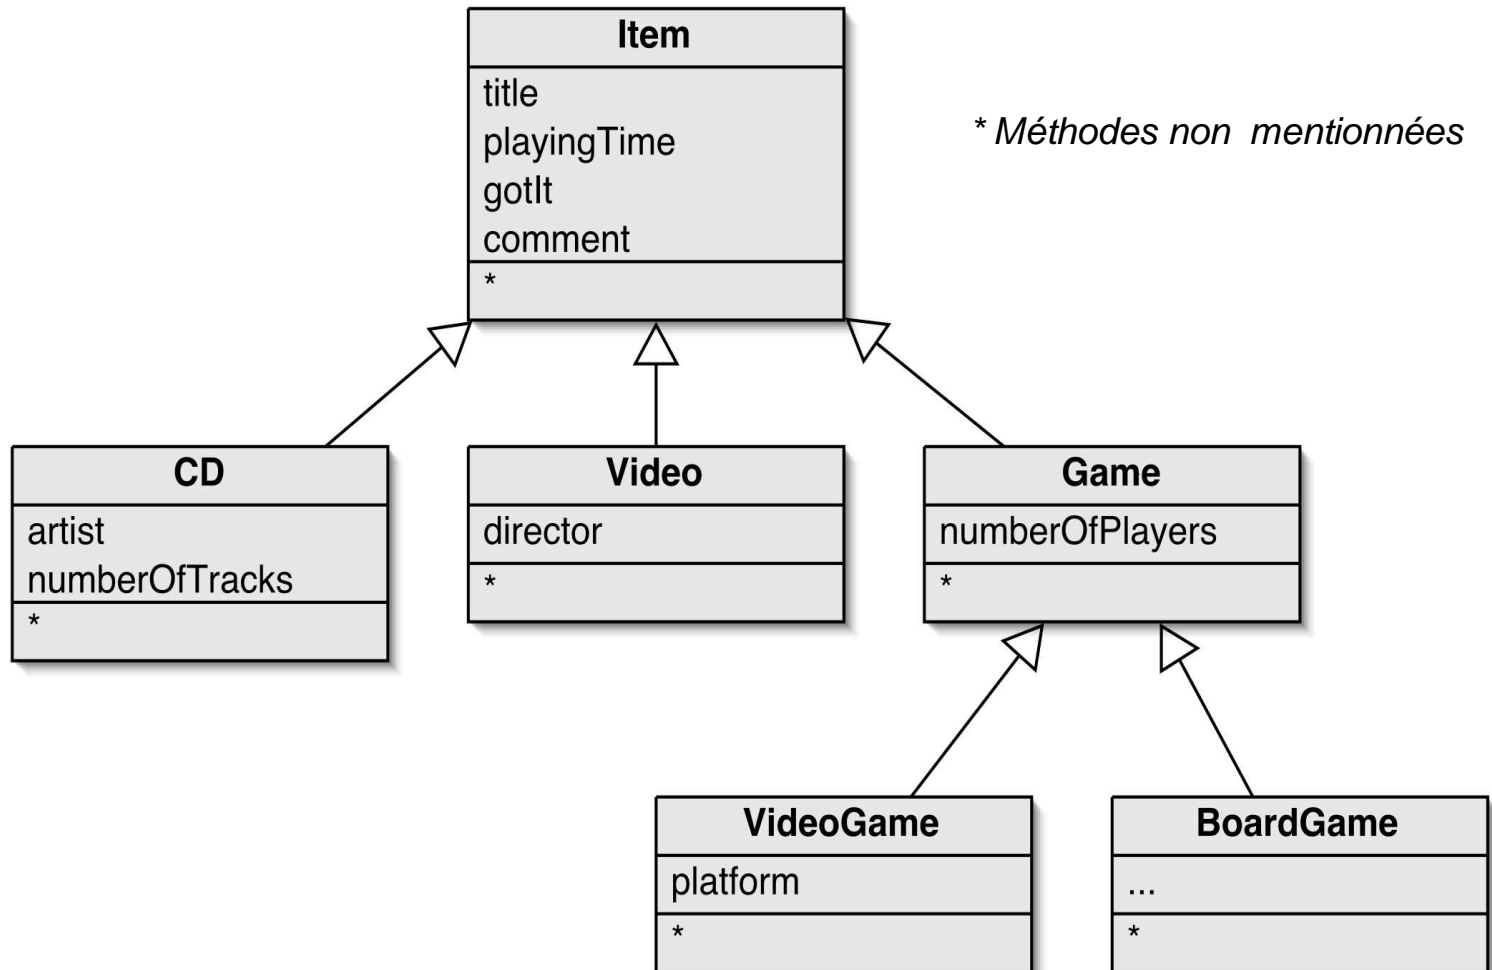 Item
title
playingTime
gotIt
comment
*
* Méthodes non mentionnées
CD
artist
numberOfTracks
*
Video
director
*
Game
numberOfPlayers
*
VideoGame
platform
*
BoardGame
...
*